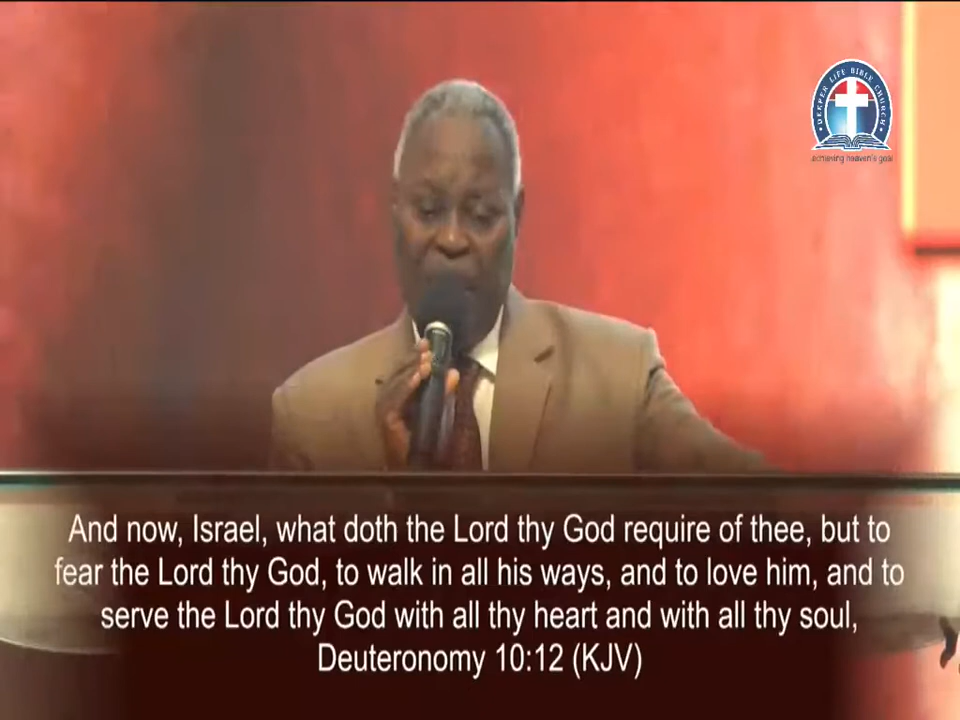 DEEPER LIFE BIBLE CHURCH
achieving heaven's goal
And now, Israel, what doth the Lord thy God require of thee, but to
fear the Lord thy God, to walk in all his ways, and to love him, and to
serve the Lord thy God with all thy heart and with all thy soul,
Deuteronomy 10:12 (KJV)